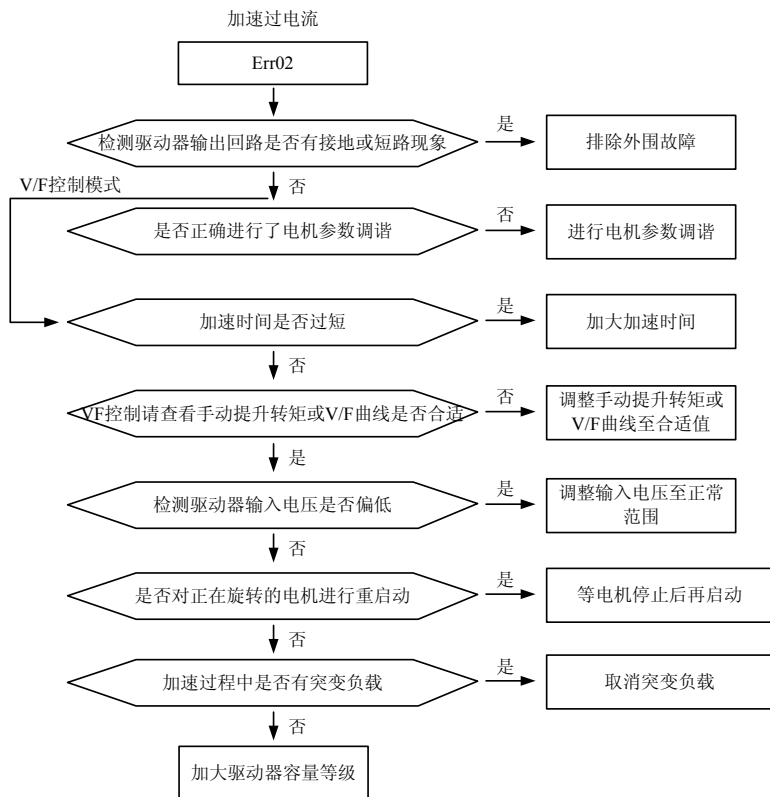 加速过电流
Err02
检测驱动器输出回路是否有接地或短路现象
是
排除外围故障
V/F控制模式
否
是否正确进行了电机参数调谐
否
进行电机参数调谐
加速时间是否过短
是
加大加速时间
否
VF控制请查看手动提升转矩或V/F曲线是否合适
否
调整手动提升转矩或
V/F曲线至合适值
是
检测驱动器输入电压是否偏低
是
调整输入电压至正常
范围
否
是否对正在旋转的电机进行重启动
是
等电机停止后再启动
否
加速过程中是否有突变负载
是
取消突变负载
否
加大驱动器容量等级